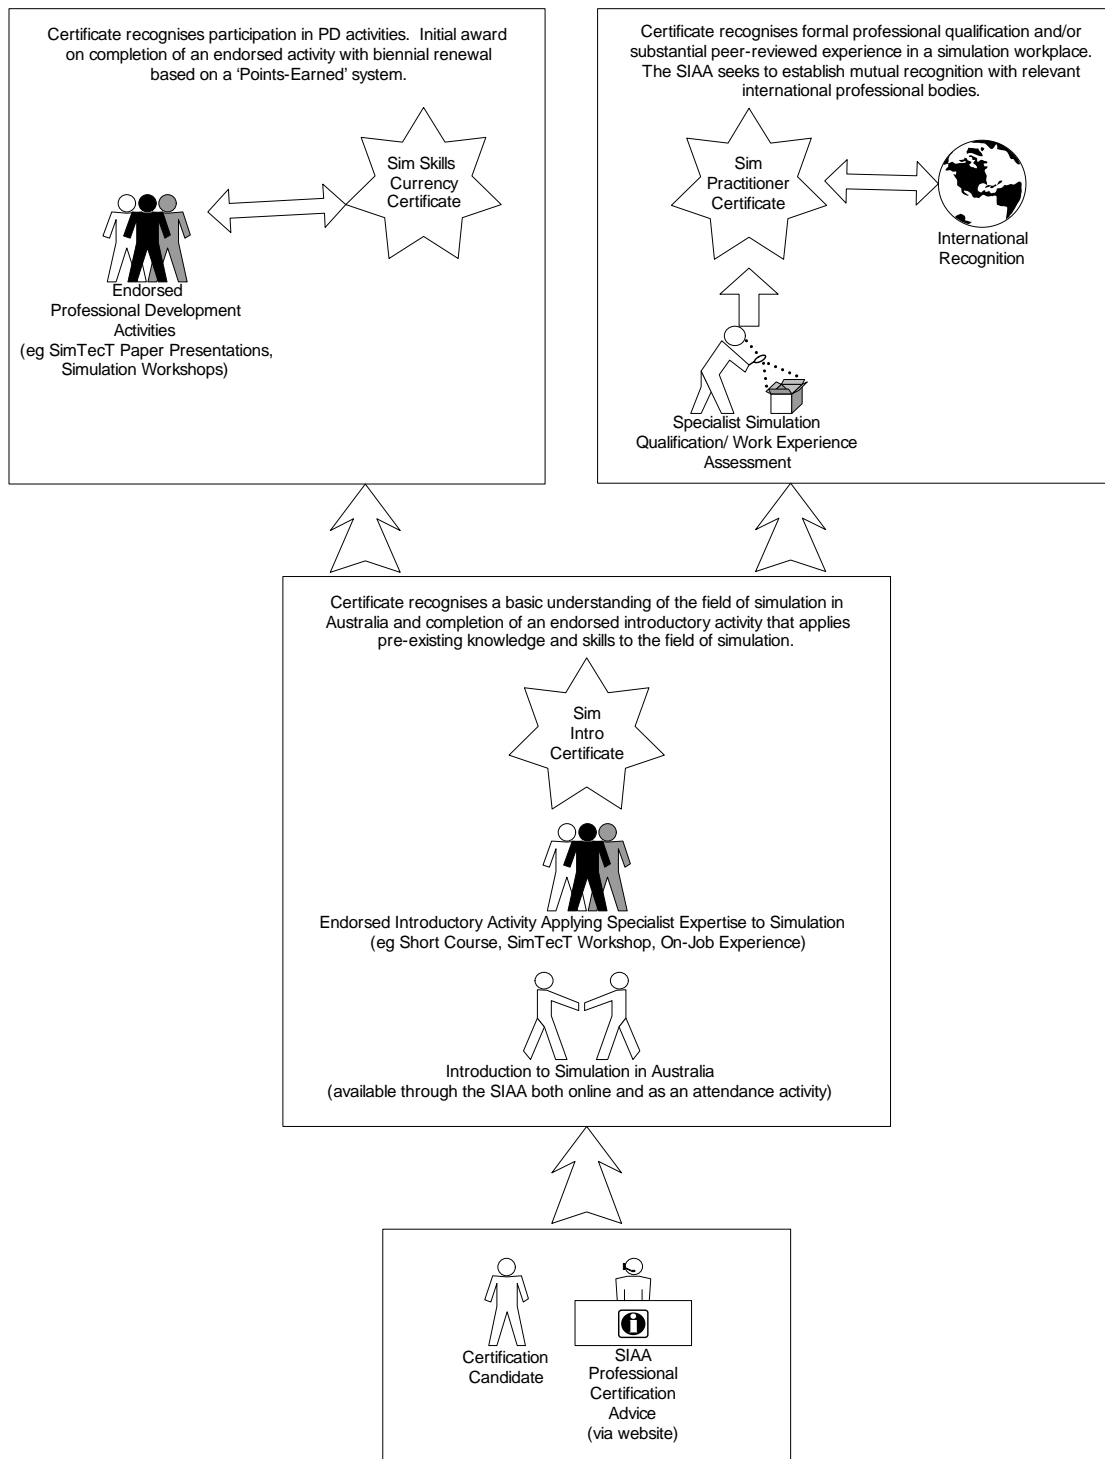 Certificate recognises participation in PD activities.  Initial award
on completion of an endorsed activity with biennial renewal
based on a ‘Points-Earned’ system.
Sim Skills
Currency
Certificate
Endorsed
Professional Development
Activities
(eg SimTecT Paper Presentations,
Simulation Workshops)
Certificate recognises formal professional qualification and/or
substantial peer-reviewed experience in a simulation workplace.
The SIAA seeks to establish mutual recognition with relevant
international professional bodies.
Sim
Practitioner
Certificate
International
Recognition
Specialist Simulation
Qualification/ Work Experience
Assessment
Certificate recognises a basic understanding of the field of simulation in
Australia and completion of an endorsed introductory activity that applies
pre-existing knowledge and skills to the field of simulation.
Sim
Intro
Certificate
Endorsed Introductory Activity Applying Specialist Expertise to Simulation
(eg Short Course, SimTecT Workshop, On-Job Experience)
Introduction to Simulation in Australia
(available through the SIAA both online and as an attendance activity)
Certification
Candidate
i
SIAA
Professional
Certification
Advice
(via website)